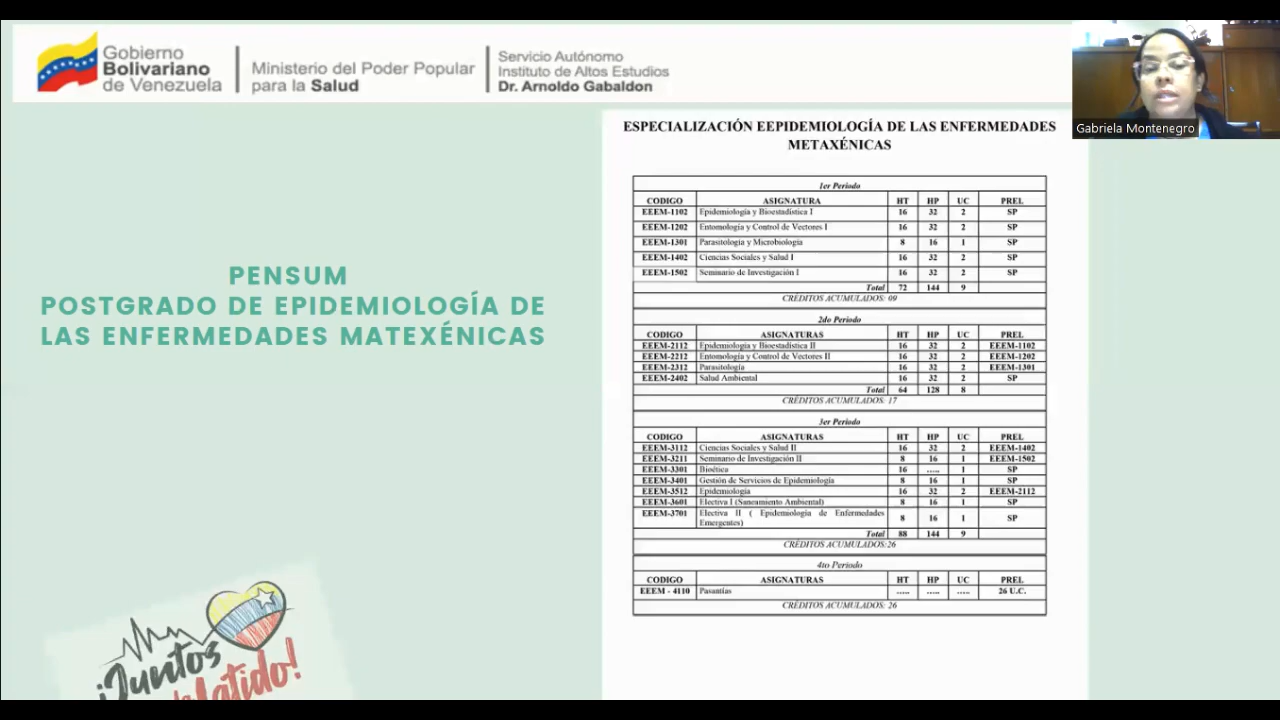 Gobierno
Bolivariano
de Venezuela
Ministerio del Poder Popular
para la Salud
Servicio Autónomo
Instituto de Altos Estudios
Dr. Arnoldo Gabaldon
Gabriela Montenegro
PENSUM
POSTGRADO DE EPIDEMIOLOGÍA DE
LAS ENFERMEDADES MATEXÉNICAS
ESPECIALIZACIÓN EEPIDEMIOLOGÍA DE LAS ENFERMEDADES
METAXÉNICAS
1er Periodo
CODIGO ASIGNATURA HT HP UC PREL
EEEM-1102 Epidemiología y Bioestadística I 16 32 2 SP
EEEM-1202 Entomología y Control de Vectores I 16 32 2 SP
EEEM-1301 Parasitología y Microbiología 8 16 1 SP
EEEM-1402 Ciencias Sociales y Salud I 16 32 2 SP
EEEM-1502 Seminario de Investigación I 16 32 2 SP
Total 72 144 9
CRÉDITOS ACUMULADOS: 09
2do Periodo
CODIGO ASIGNATURAS HT HP UC PREL
EEEM-2112 Epidemiología y Bioestadística II 16 32 2 EEEM-1102
EEEM-2212 Entomología y Control de Vectores II 16 32 2 EEEM-1202
EEEM-2312 Parasitología 16 32 2 EEEM-1301
EEEM-2402 Salud Ambiental 16 32 2 SP
Total 64 128 8
CRÉDITOS ACUMULADOS: 17
3er Periodo
CODIGO ASIGNATURAS HT HP UC PREL
EEEM-3112 Ciencias Sociales y Salud II 16 32 2 EEEM-1402
EEEM-3211 Seminario de Investigación II 8 16 1 EEEM-1502
EEEM-3301 Bioética 16 ..... 1 SP
EEEM-3401 Gestión de Servicios de Epidemiología 8 16 1 SP
EEEM-3512 Epidemiología 16 32 2 EEEM-2112
EEEM-3601 Electiva I (Saneamiento Ambiental) 8 16 1 SP
EEEM-3701 Electiva II ( Epidemiología de Enfermedades
Emergentes) 8 16 1 SP
Total 88 144 9
CRÉDITOS ACUMULADOS:26
4to Periodo
CODIGO ASIGNATURAS HT HP UC PREL
EEEM - 4110 Pasantías ..... ..... ..... 26 U.C.
CRÉDITOS ACUMULADOS: 26
¡Juntos
latido!